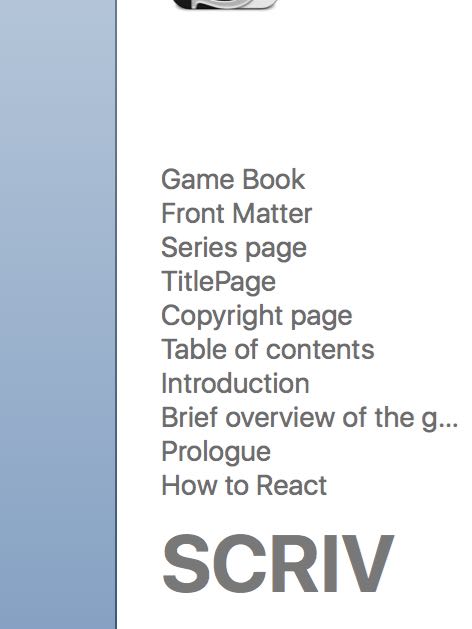 Game Book
Front Matter
Series page
TitlePage
Copyright page
Table of contents
Introduction
Brief overview of the g...
Prologue
How to React
SCRIV